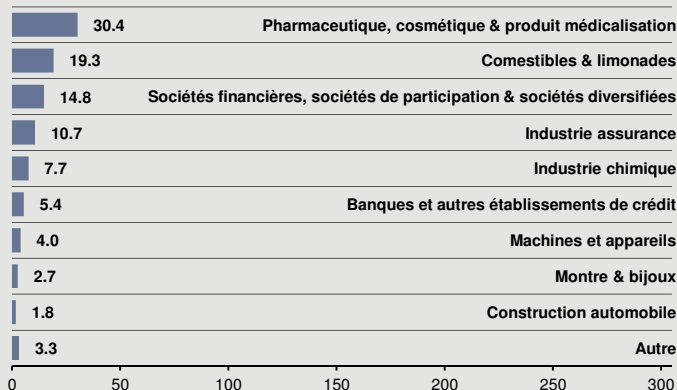 30.4 Pharmaceutique, cosmétique & produit médicalisation
19.3 Comestibles & limonades
14.8 Sociétés financières, sociétés de participation & sociétés diversifiées
10.7 Industrie assurance
7.7 Industrie chimique
5.4 Banques et autres établissements de crédit
4.0 Machines et appareils
2.7 Montre & bijoux
1.8 Construction automobile
3.3 Autre
0 50 100 150 200 250 300